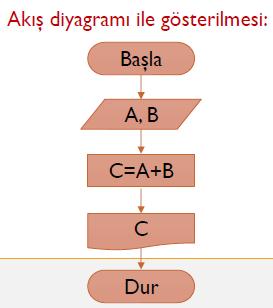 Akış diyagramı ile gösterilmesi:
Başla
A, B
C=A+B
C
Dur